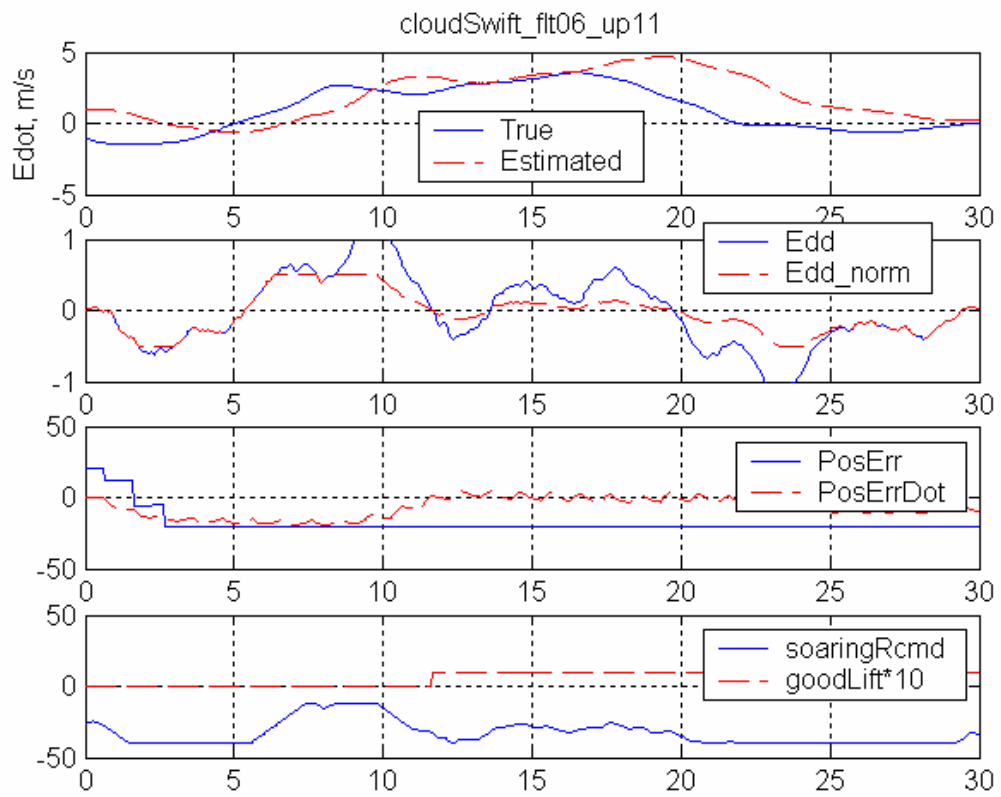 cloudSwift_flt06_up11
Edot, m/s
5
0
-5
True
Estimated
0 5 10 15 20 25 30
1
0
-1
Edd
Edd_norm
0 5 10 15 20 25 30
50
0
-50
PosErr
PosErrDot
0 5 10 15 20 25 30
50
0
-50
soaringRcmd
goodLift*10
0 5 10 15 20 25 30